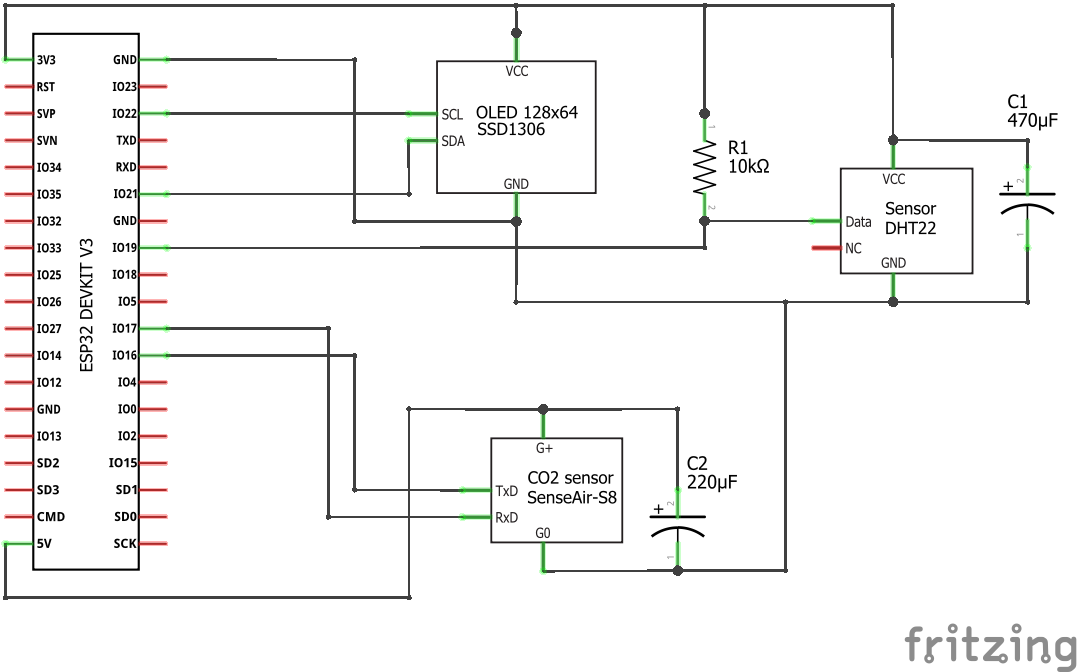 3V3
RST
SVP
SVN
IO34
IO35
IO32
IO33
IO25
IO26
IO27
IO14
IO12
GND
IO13
SD2
SD3
CMD
5V
ESP32 DEVKIT V3
GND
IO23
IO22
TXD
RXD
IO21
GND
IO19
IO18
IO5
IO17
IO16
IO4
IO0
IO2
IO15
SD1
SD0
SCK
VCC
SCL
SDA
OLED 128x64
SSD1306
GND
1
R1
10kΩ
2
VCC
Sensor
DHT22
Data
NC
GND
C1
470µF
2
+
1
G+
CO2 sensor
SenseAir-S8
TxD
RxD
G0
C2
220µF
2
+
1
fritzing